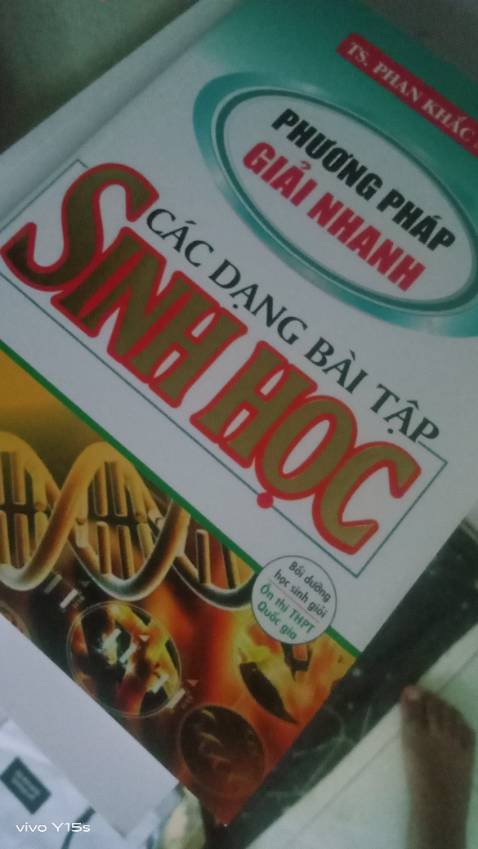 TS. PHAN KHẮC
PHƯƠNG PHÁP
GIẢI NHANH
CÁC DẠNG BÀI TẬP
SINH HỌC
Bồi dưỡng
học sinh giỏi
Ôn thi THPT
Quốc gia
vivo Y15s